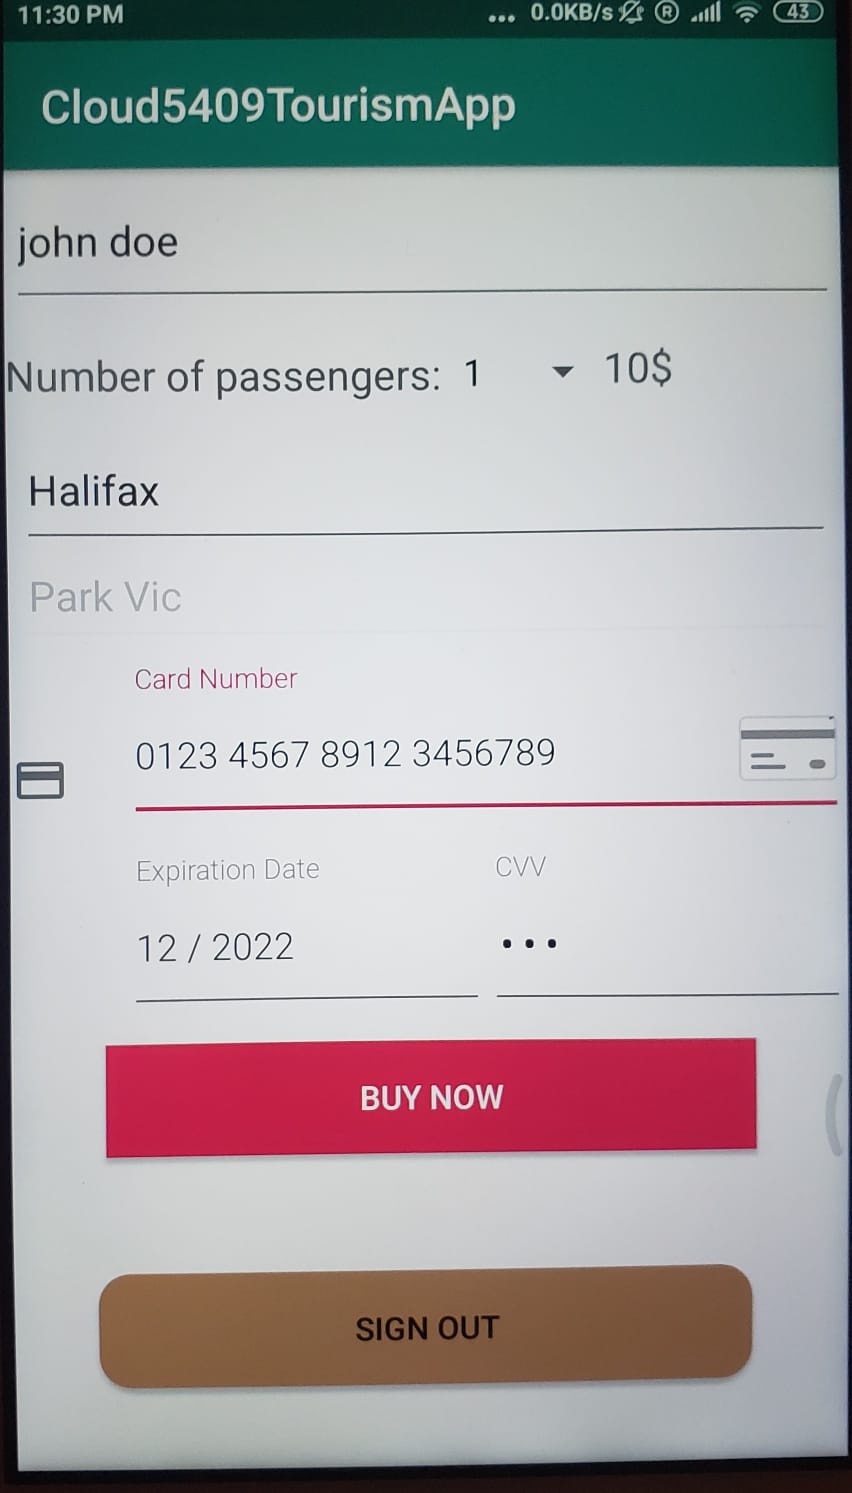 11:30 PM ... 0.0KB/s R 43
Cloud5409TourismApp
john doe
Number of passengers: 1 10$
Halifax
Park Vic
Card Number
0123 4567 8912 3456789
Expiration Date CVV
12 / 2022 •••
BUY NOW
SIGN OUT